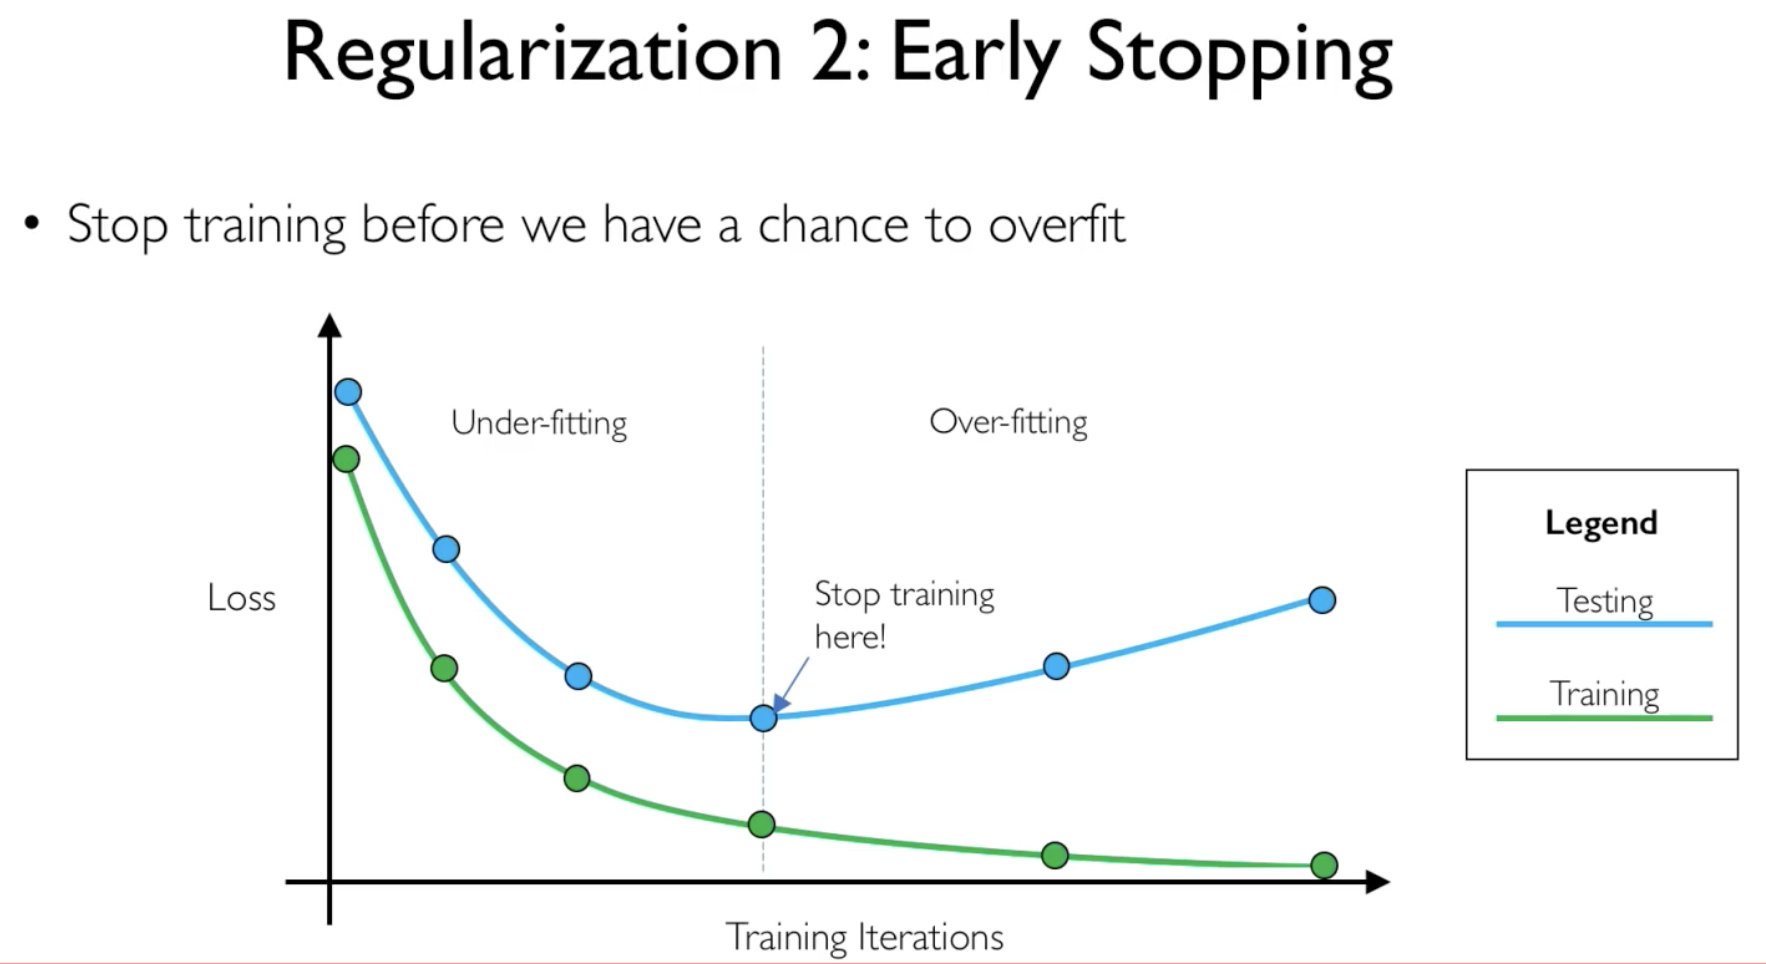 Regularization 2: Early Stopping
• Stop training before we have a chance to overfit
Under-fitting
Over-fitting
Loss
Stop training
here!
Legend
Testing
Training
Training Iterations